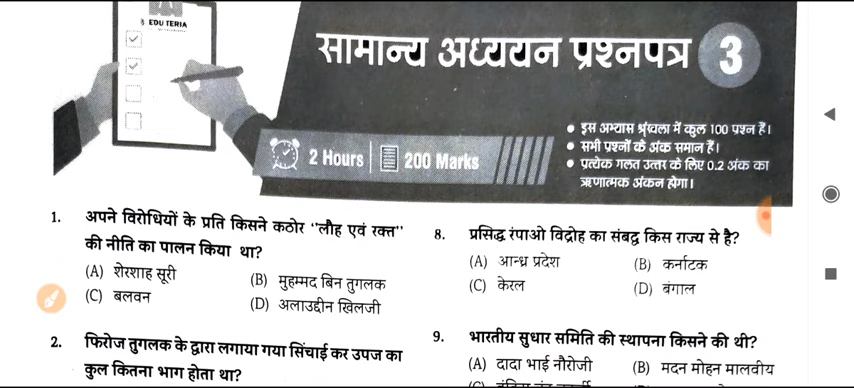 EDUTERIA
सामान्य अध्ययन प्रश्नपत्र 3
2 Hours
200 Marks
इस अभ्यास श्रृंखला में कुल 100 प्रश्न हैं।
सभी प्रश्नों के अंक समान हैं।
प्रत्येक गलत उत्तर के लिए 0.2 अंक का
ऋणात्मक अंकन होगा।
1. अपने विरोधियों के प्रति किसने कठोर ‘‘लौह एवं रक्त’’
की नीति का पालन किया था?
(A) शेरशाह सूरी
(B) मुहम्मद बिन तुगलक
(C) बलवन
(D) अलाउद्दीन खिलजी
2. फिरोज तुगलक के द्वारा लगाया गया सिंचाई कर उपज का
कुल कितना भाग होता था?
8. प्रसिद्ध रंपाओ विद्रोह का संबद्ध किस राज्य से है?
(A) आन्ध्र प्रदेश
(B) कर्नाटक
(C) केरल
(D) बंगाल
9. भारतीय सुधार समिति की स्थापना किसने की थी?
(A) दादा भाई नौरोजी
(B) मदन मोहन मालवीय